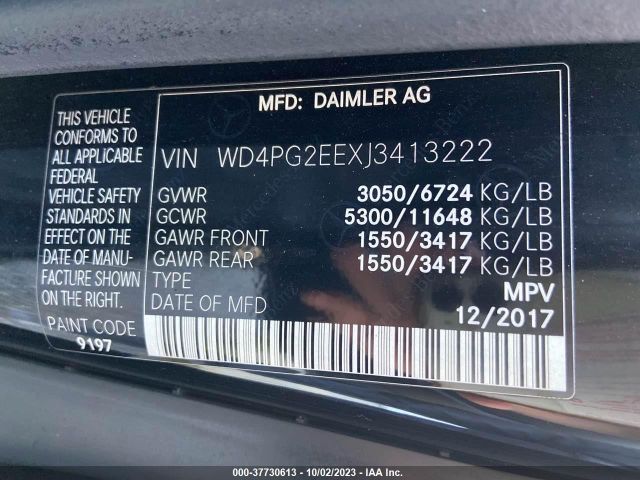 MFD: DAIMLER AG
THIS VEHICLE
CONFORMS TO
ALL APPLICABLE
FEDERAL
VEHICLE SAFETY
STANDARDS IN
EFFECT ON THE
DATE OF MANU-
FACTURE SHOWN
ON THE RIGHT.
PAINT CODE
9197
VIN WD4PG2EEXJ3413222
GVWR 3050/6724 KG/LB
GCWR 5300/11648 KG/LB
GAWR FRONT 1550/3417 KG/LB
GAWR REAR 1550/3417 KG/LB
TYPE MPV
DATE OF MFD 12/2017
000-37730613 - 10/02/2023 - IAA Inc.